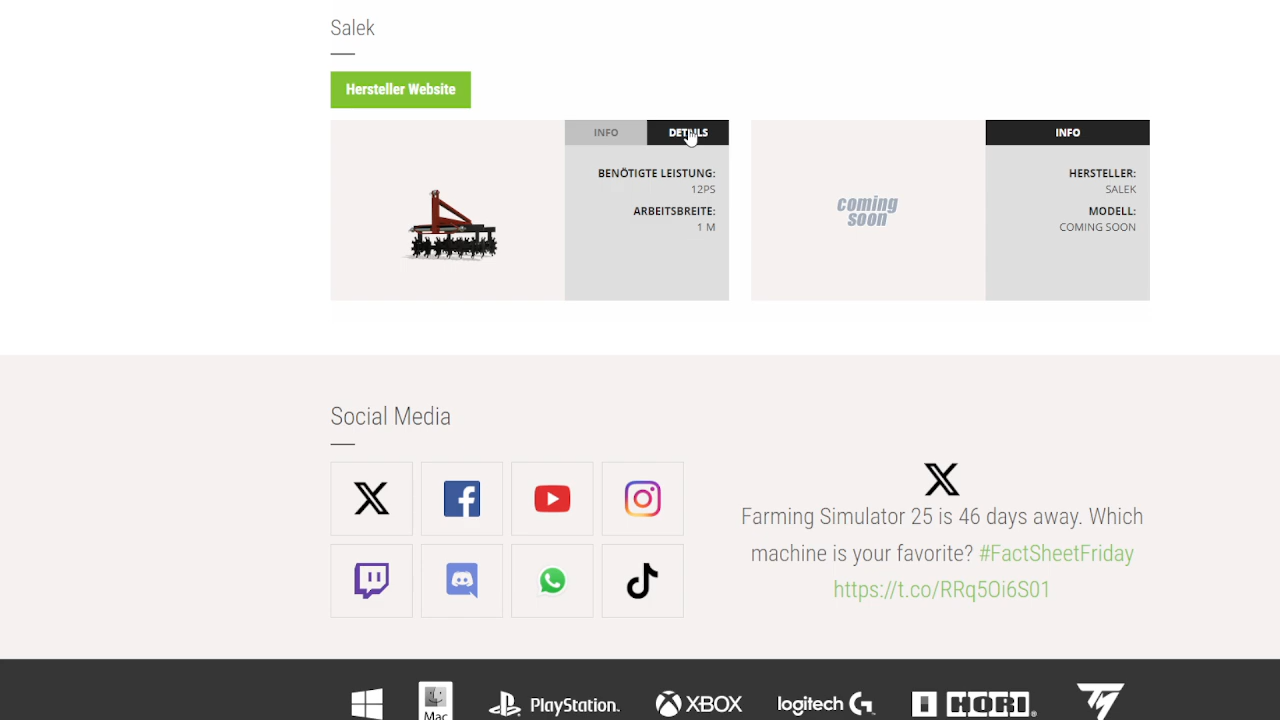 Salek
Hersteller Website
INFO
DETAILS
BENÖTIGTE LEISTUNG:
12PS
ARBEITSBREITE:
1 M
coming
soon
INFO
HERSTELLER:
SALEK
MODELL:
COMING SOON
Social Media
Farming Simulator 25 is 46 days away. Which
machine is your favorite? #FactSheetFriday
https://t.co/RRq5Oi6S01
Mac
PlayStation.
XBOX
logitech G
HORI